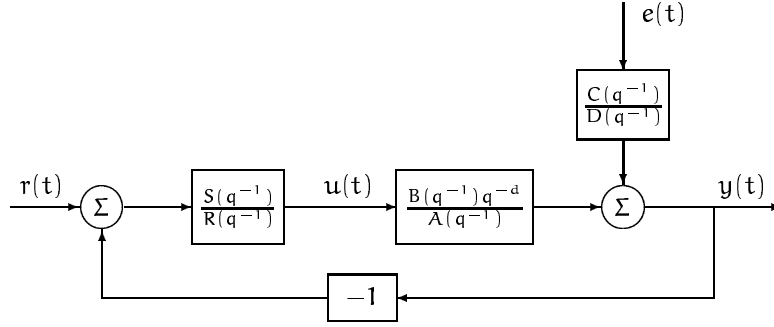 e(t)
C(q⁻¹)
D(q⁻¹)
r(t)
Σ
S(q⁻¹)
R(q⁻¹)
u(t)
B(q⁻¹)q⁻ᵈ
A(q⁻¹)
Σ
y(t)
−1